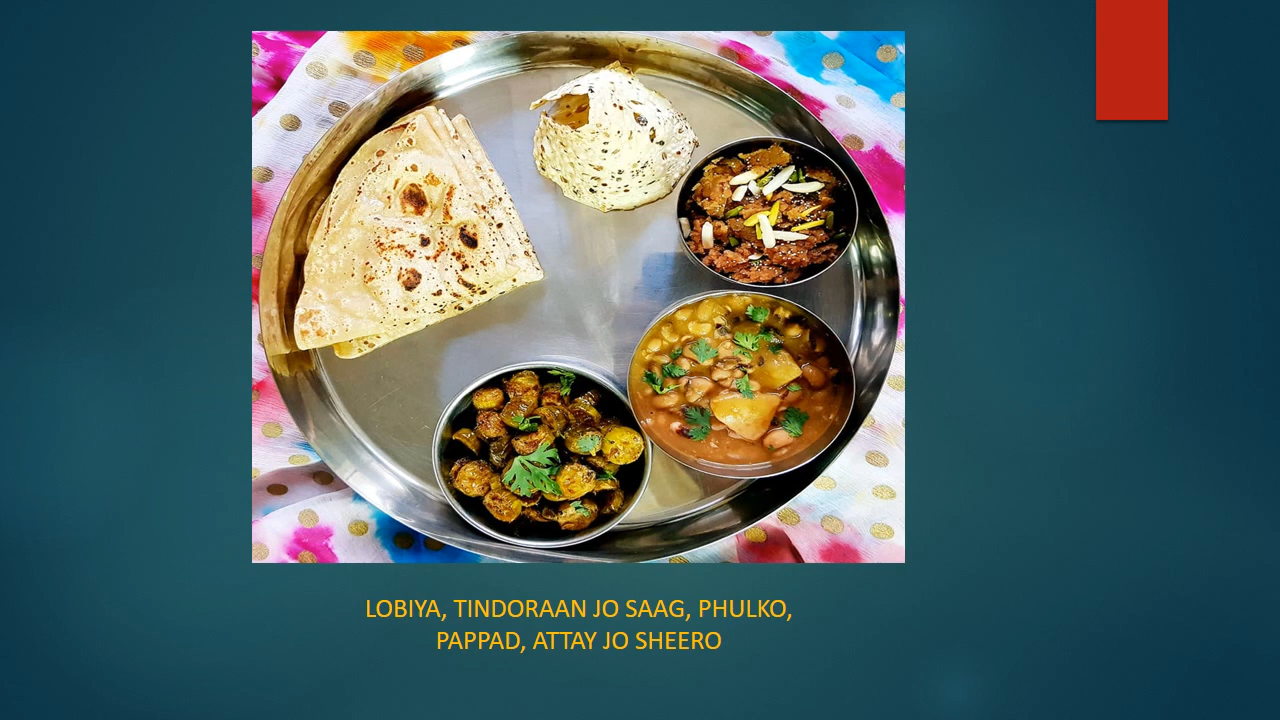 LOBIYA, TINDORAAN JO SAAG, PHULKO,
PAPPAD, ATTAY JO SHEERO